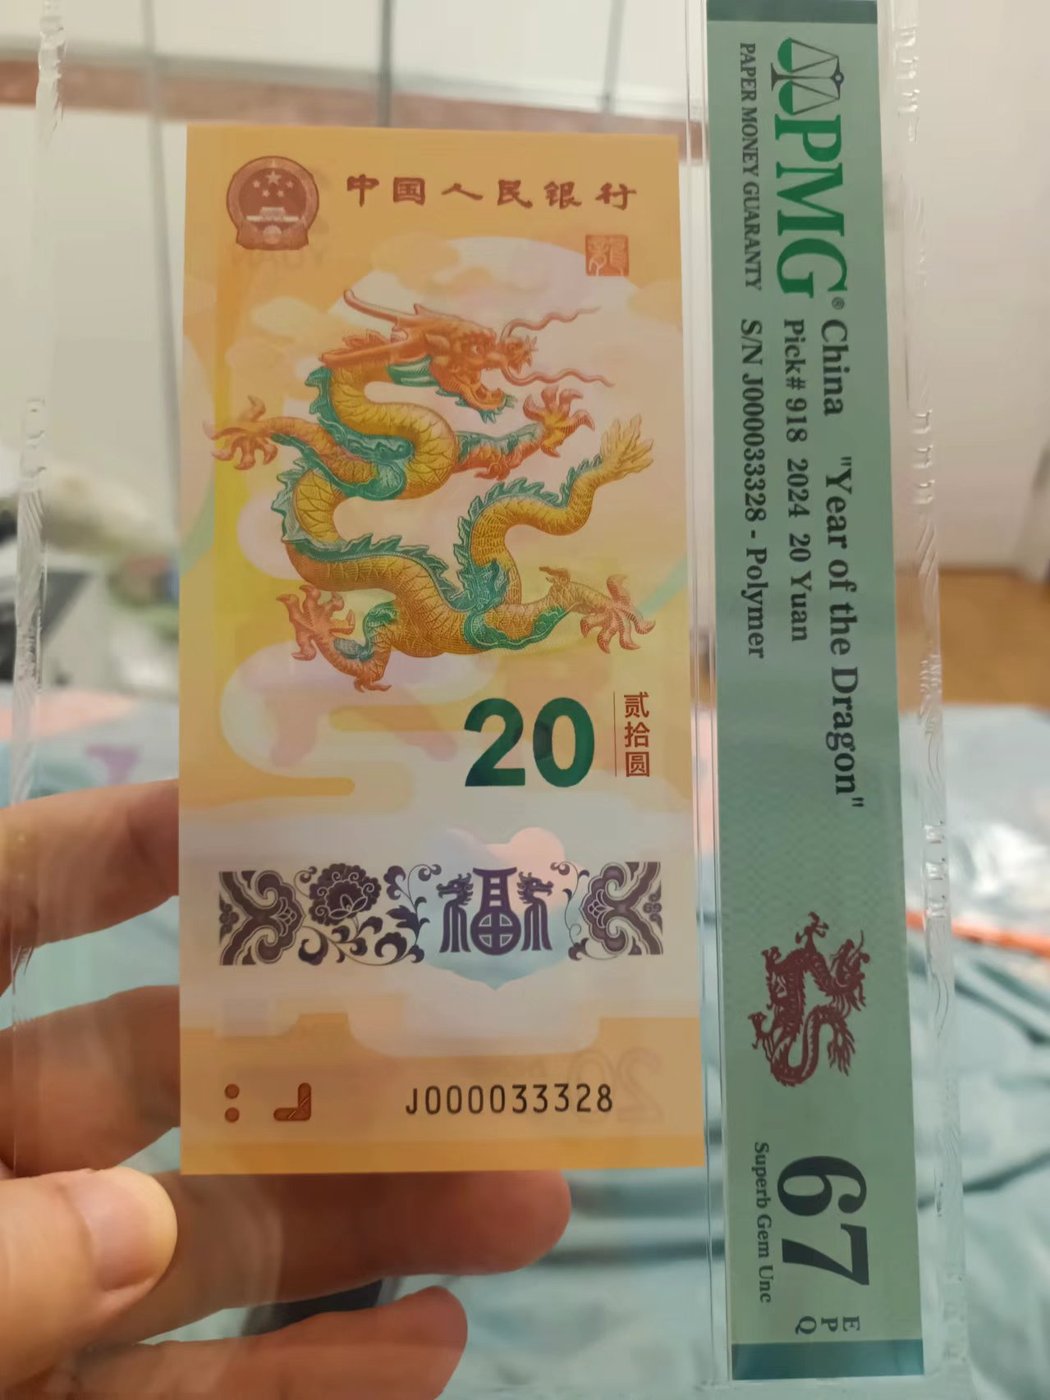 中国人民银行
龍
20
贰拾圆
福
J000033328
PMG®
PAPER MONEY GUARANTY
China "Year of the Dragon"
Pick# 918 2024 20 Yuan
S/N J000033328 - Polymer
67
EPQ
Superb Gem Unc